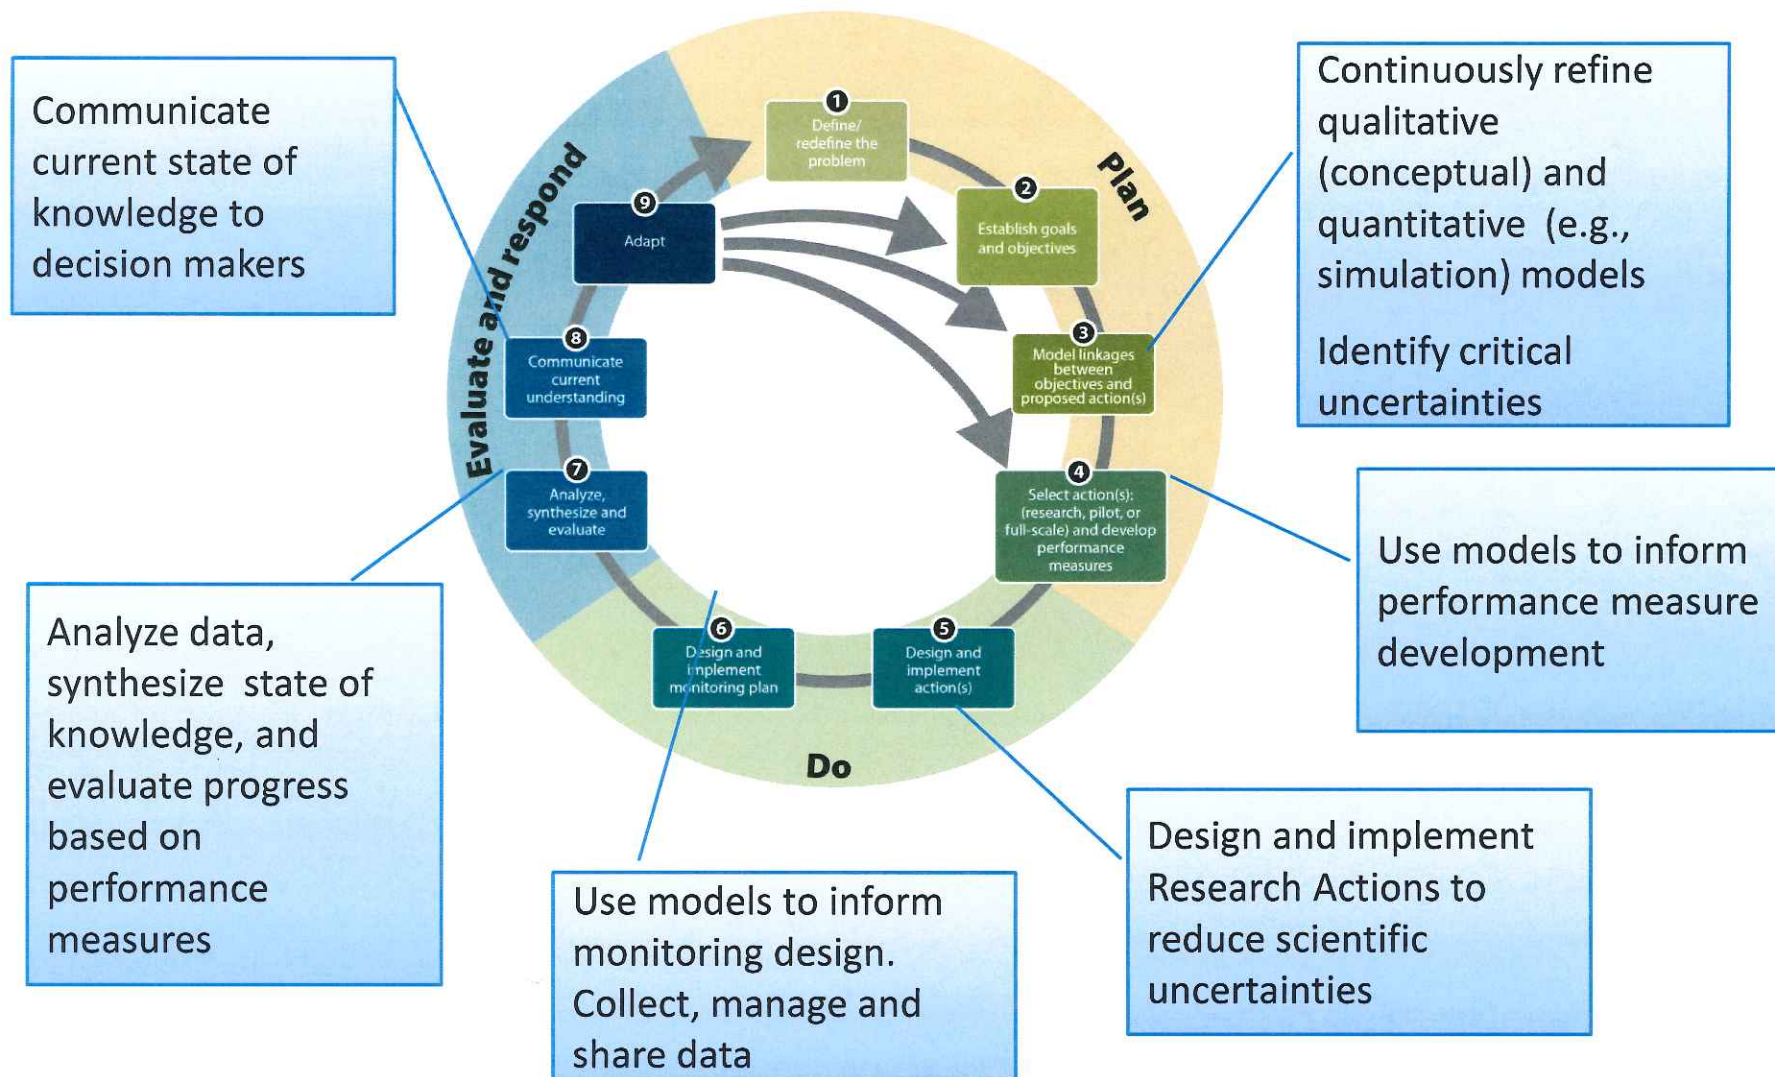 Communicate
current state of
knowledge to
decision makers
Evaluate and respond
Plan
Do
1
Define/
redefine the
problem
2
Establish goals
and objectives
3
Model linkages
between
objectives and
proposed action(s)
4
Select action(s):
(research, pilot, or
full-scale) and develop
performance
measures
5
Design and
implement
action(s)
6
Design and
implement
monitoring plan
7
Analyze,
synthesize and
evaluate
8
Communicate
current
understanding
9
Adapt
Continuously refine
qualitative
(conceptual) and
quantitative (e.g.,
simulation) models
Identify critical
uncertainties
Use models to inform
performance measure
development
Design and implement
Research Actions to
reduce scientific
uncertainties
Use models to inform
monitoring design.
Collect, manage and
share data
Analyze data,
synthesize state of
knowledge, and
evaluate progress
based on
performance
measures